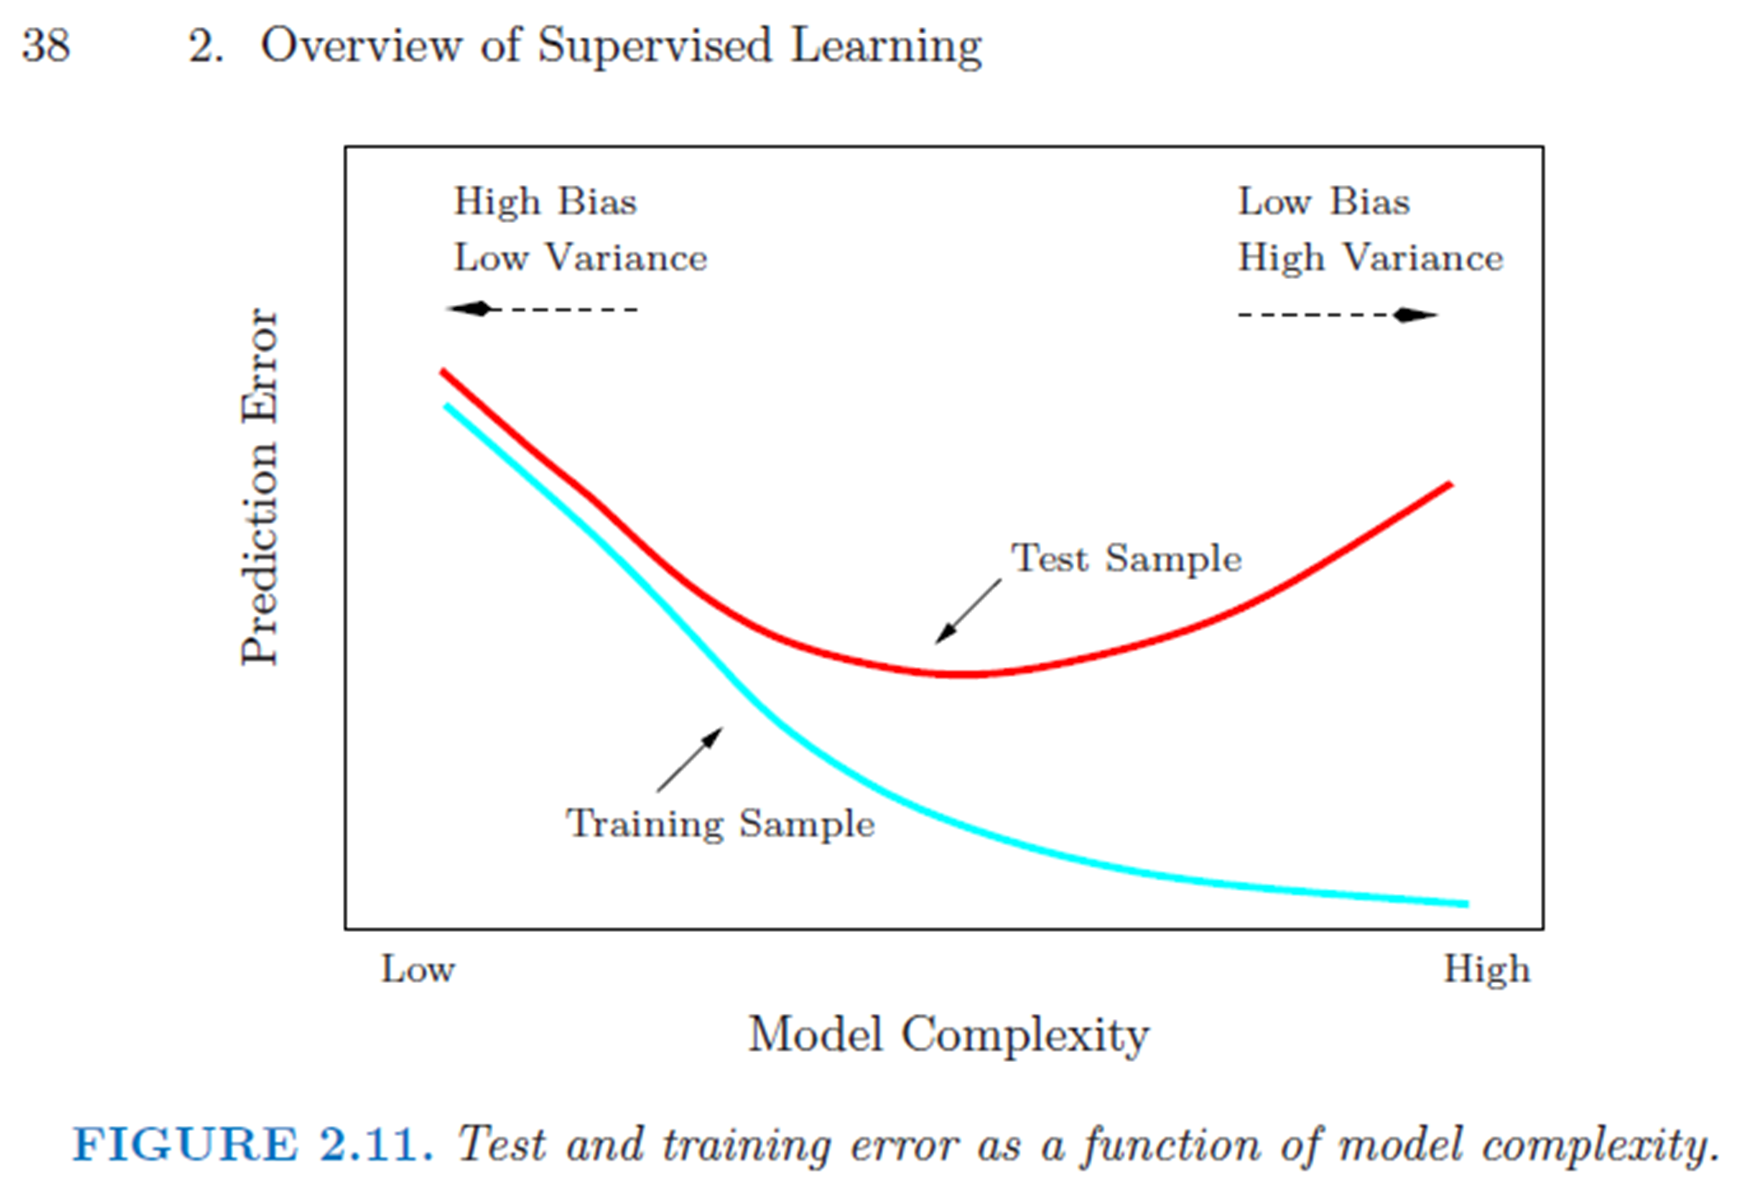 38 2. Overview of Supervised Learning
High Bias
Low Variance
Low Bias
High Variance
Prediction Error
Test Sample
Training Sample
Low
High
Model Complexity
FIGURE 2.11. Test and training error as a function of model complexity.